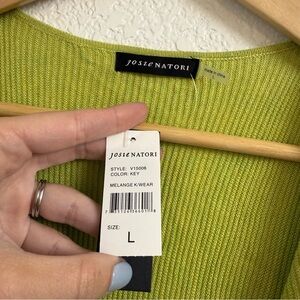 JOSIE NATORI
JOSIE NATORI
STYLE: V15006
COLOR: KEY
MELANGE K/WEAR
SIZE:
L